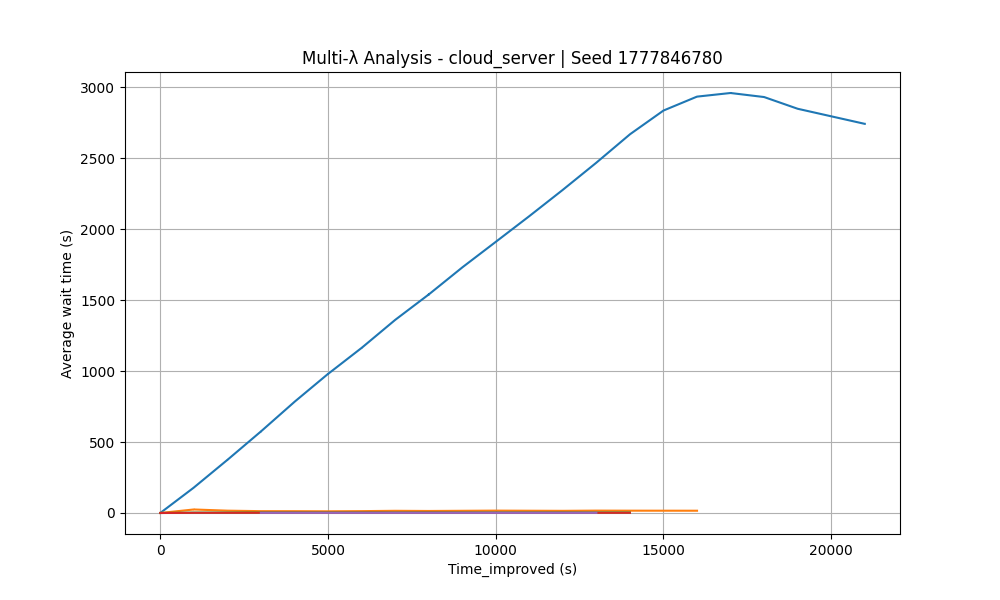 Multi-λ Analysis - cloud_server | Seed 1777846780
3000
2500
2000
1500
1000
500
0
Average wait time (s)
0 5000 10000 15000 20000
Time_improved (s)